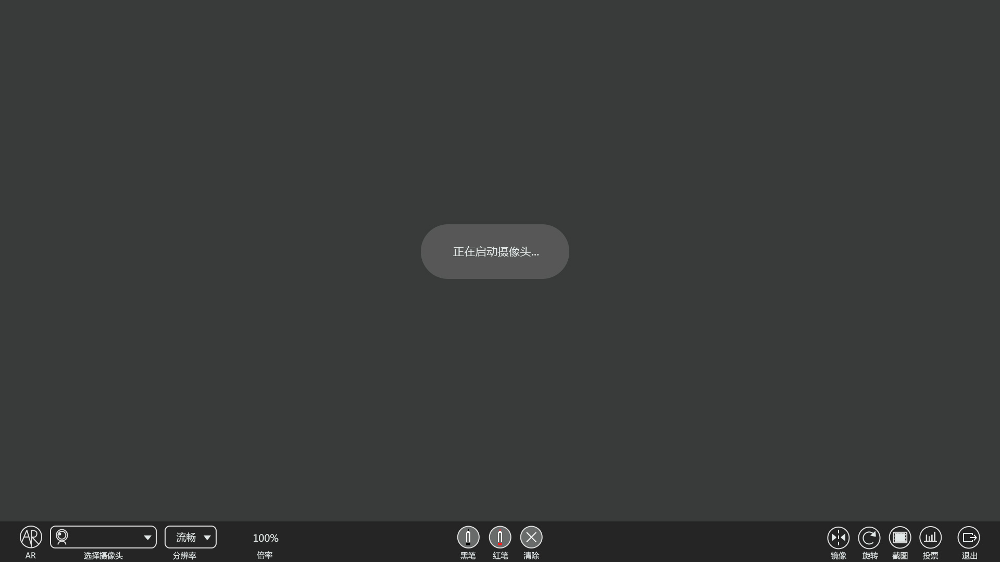 正在启动摄像头...
AR
流畅
100%
AR
选择摄像头
分辨率
倍率
黑笔
红笔
清除
镜像
旋转
截图
投票
退出